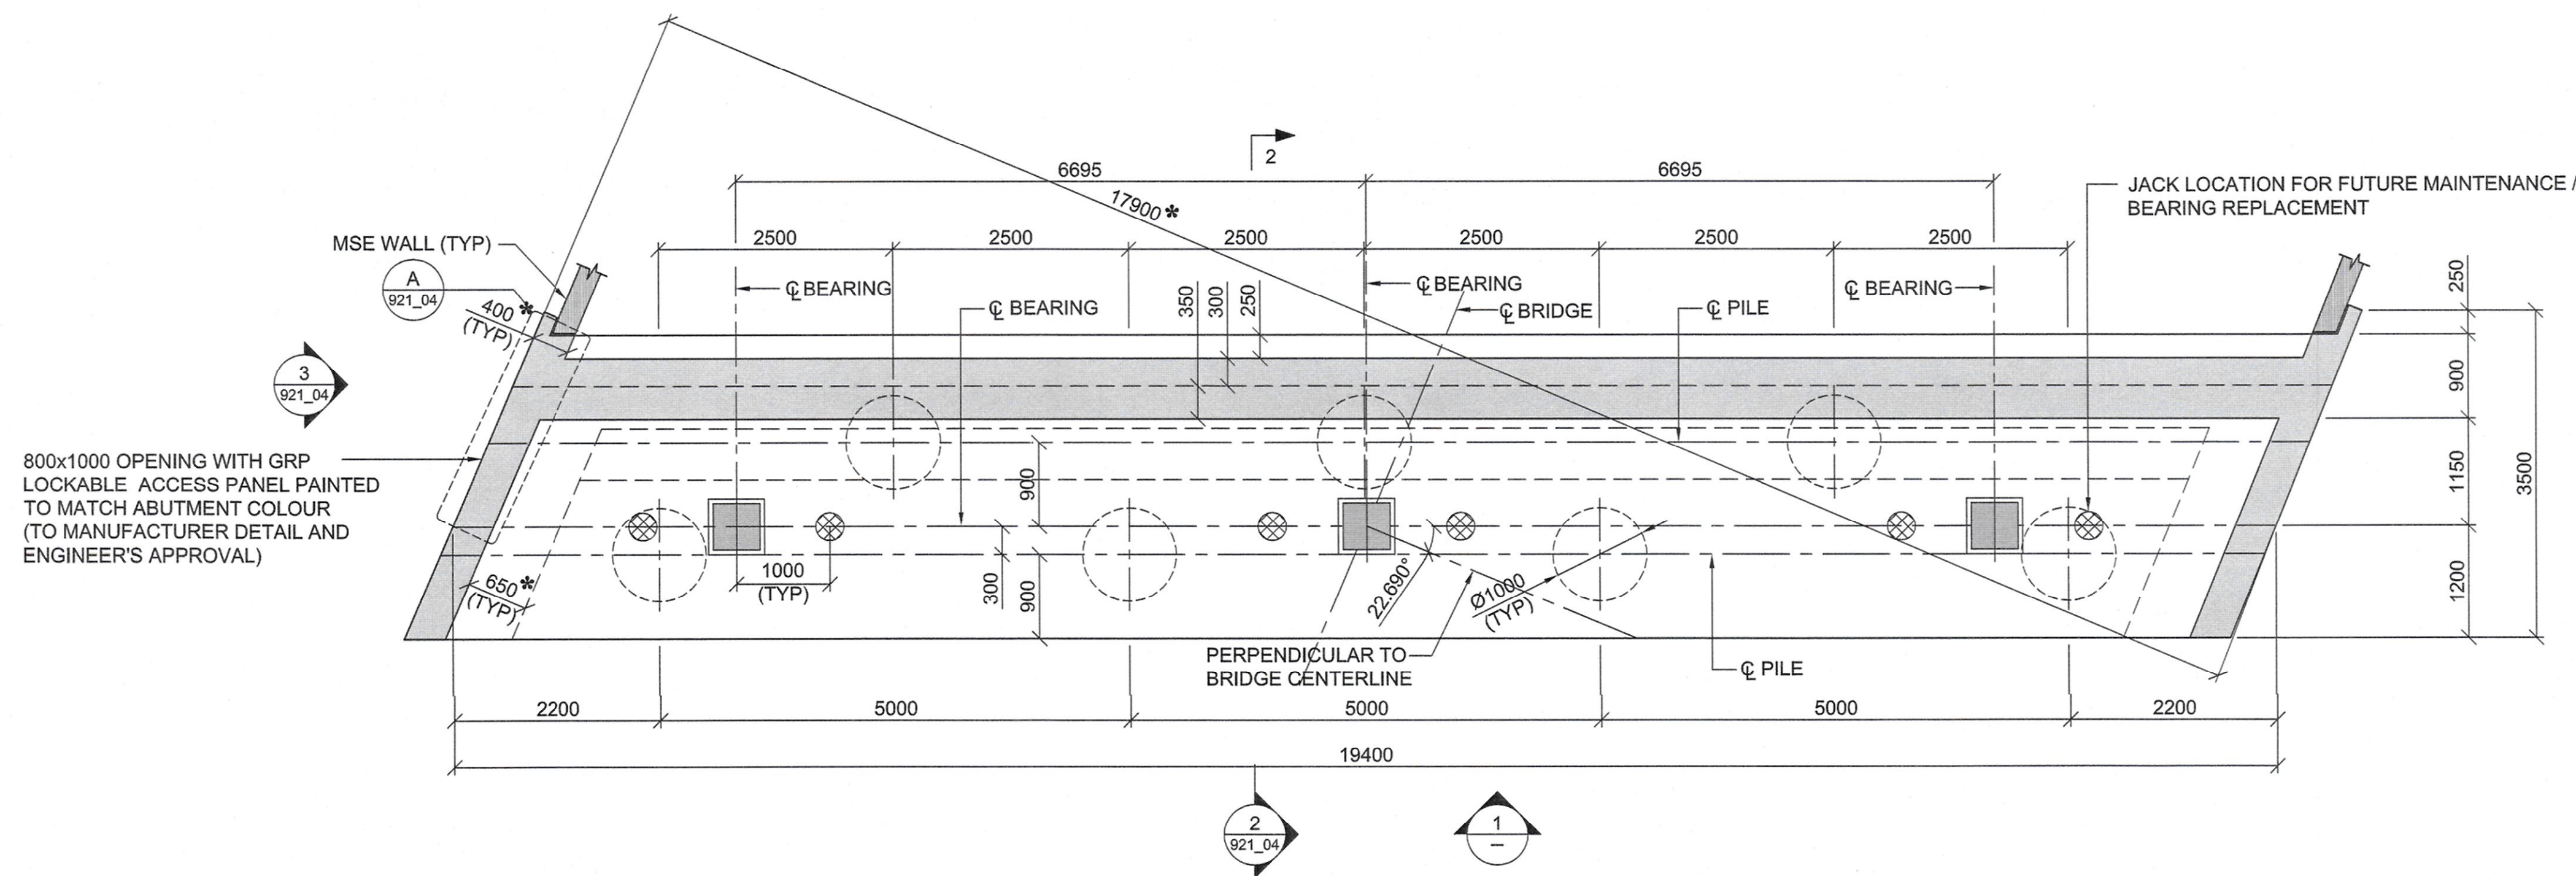 2
6695
6695
17900*
JACK LOCATION FOR FUTURE MAINTENANCE /
BEARING REPLACEMENT
MSE WALL (TYP)
2500
2500
2500
2500
2500
2500
A
921_04
400*
(TYP)
℄ BEARING
℄ BEARING
350
300
250
℄ BEARING
℄ BRIDGE
℄ PILE
℄ BEARING
250
3
921_04
900
800x1000 OPENING WITH GRP
LOCKABLE ACCESS PANEL PAINTED
TO MATCH ABUTMENT COLOUR
(TO MANUFACTURER DETAIL AND
ENGINEER'S APPROVAL)
900
1150
3500
650*
(TYP)
1000
(TYP)
300
900
22.690°
Ø1000
(TYP)
1200
PERPENDICULAR TO
BRIDGE CENTERLINE
℄ PILE
2200
5000
5000
5000
2200
19400
2
921_04
1
–